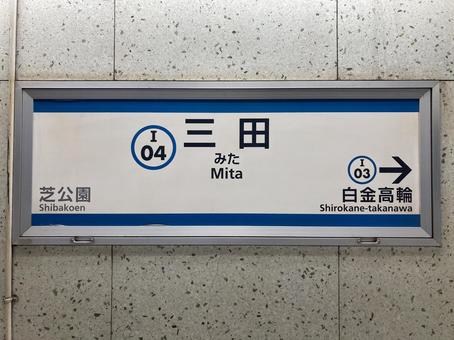 I
04
三田
みた
Mita
芝公園
Shibakoen
I
03
白金高輪
Shirokane-takanawa